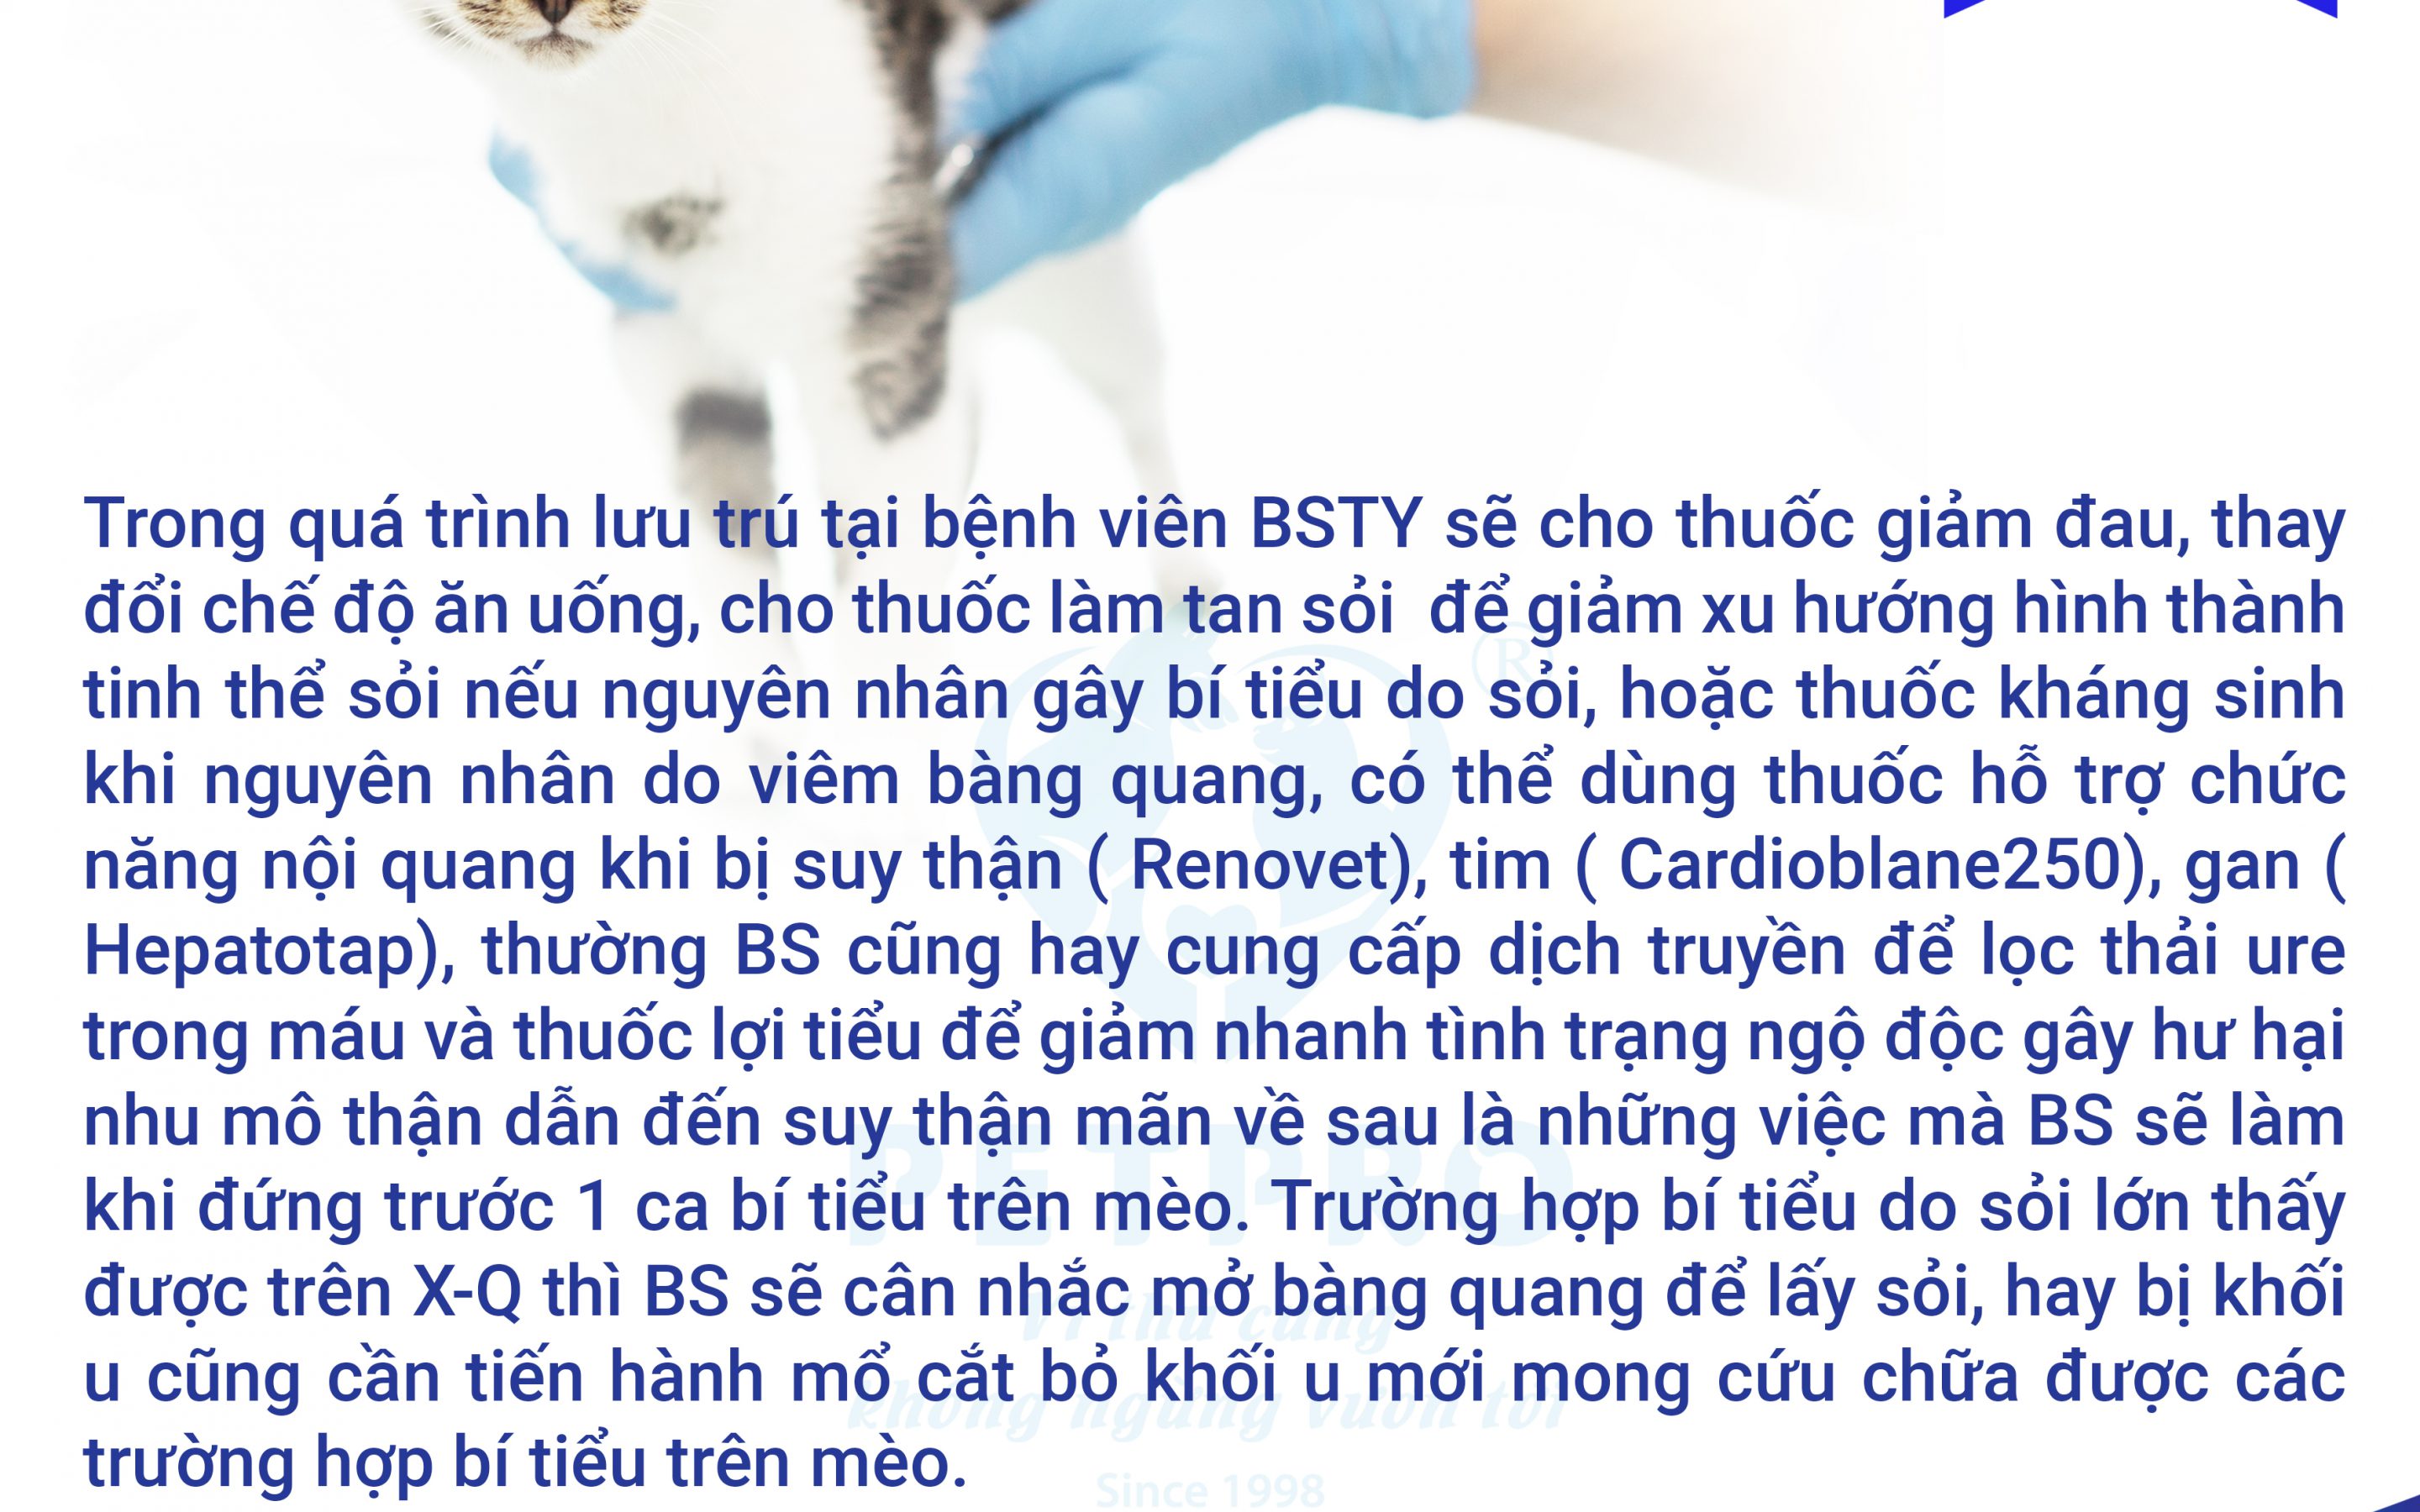 Trong quá trình lưu trú tại bệnh viên BSTY sẽ cho thuốc giảm đau, thay
đổi chế độ ăn uống, cho thuốc làm tan sỏi  để giảm xu hướng hình thành
tinh thể sỏi nếu nguyên nhân gây bí tiểu do sỏi, hoặc thuốc kháng sinh
khi nguyên nhân do viêm bàng quang, có thể dùng thuốc hỗ trợ chức
năng nội quang khi bị suy thận ( Renovet), tim ( Cardioblane250), gan (
Hepatotap), thường BS cũng hay cung cấp dịch truyền để lọc thải ure
trong máu và thuốc lợi tiểu để giảm nhanh tình trạng ngộ độc gây hư hại
nhu mô thận dẫn đến suy thận mãn về sau là những việc mà BS sẽ làm
khi đứng trước 1 ca bí tiểu trên mèo. Trường hợp bí tiểu do sỏi lớn thấy
được trên X-Q thì BS sẽ cân nhắc mở bàng quang để lấy sỏi, hay bị khối
u cũng cần tiến hành mổ cắt bỏ khối u mới mong cứu chữa được các
trường hợp bí tiểu trên mèo.
®
PETPRO
Vì thú cưng
không ngừng vươn tới
Since 1998